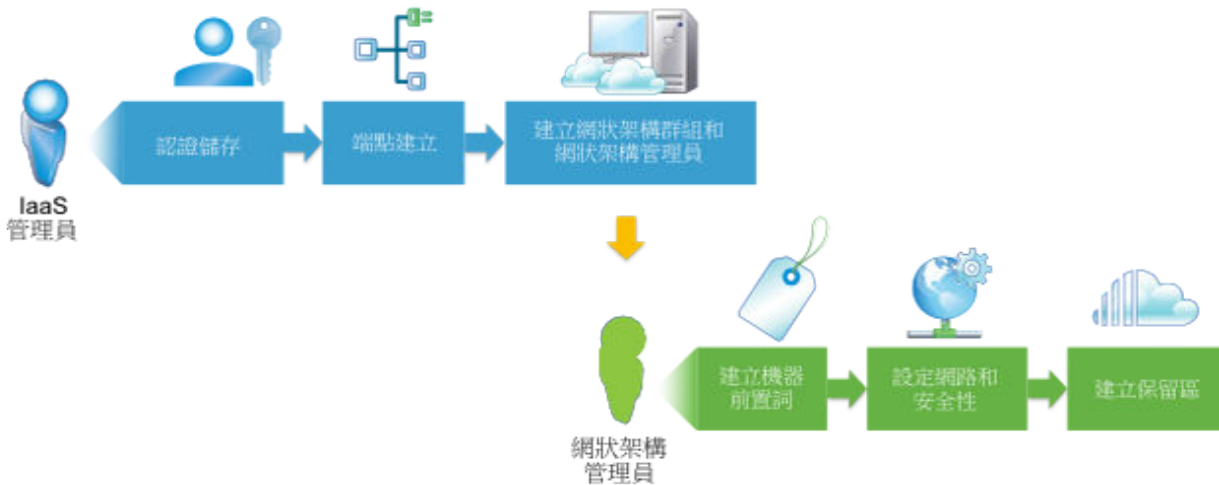 認證儲存
端點建立
建立網狀架構群組和
網狀架構管理員
IaaS
管理員
建立機器
前置詞
設定網路和
安全性
建立保留區
網狀架構
管理員